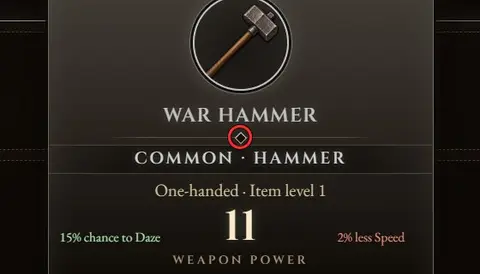 WAR HAMMER
COMMON · HAMMER
One-handed · Item level 1
11
15% chance to Daze
2% less Speed
WEAPON POWER